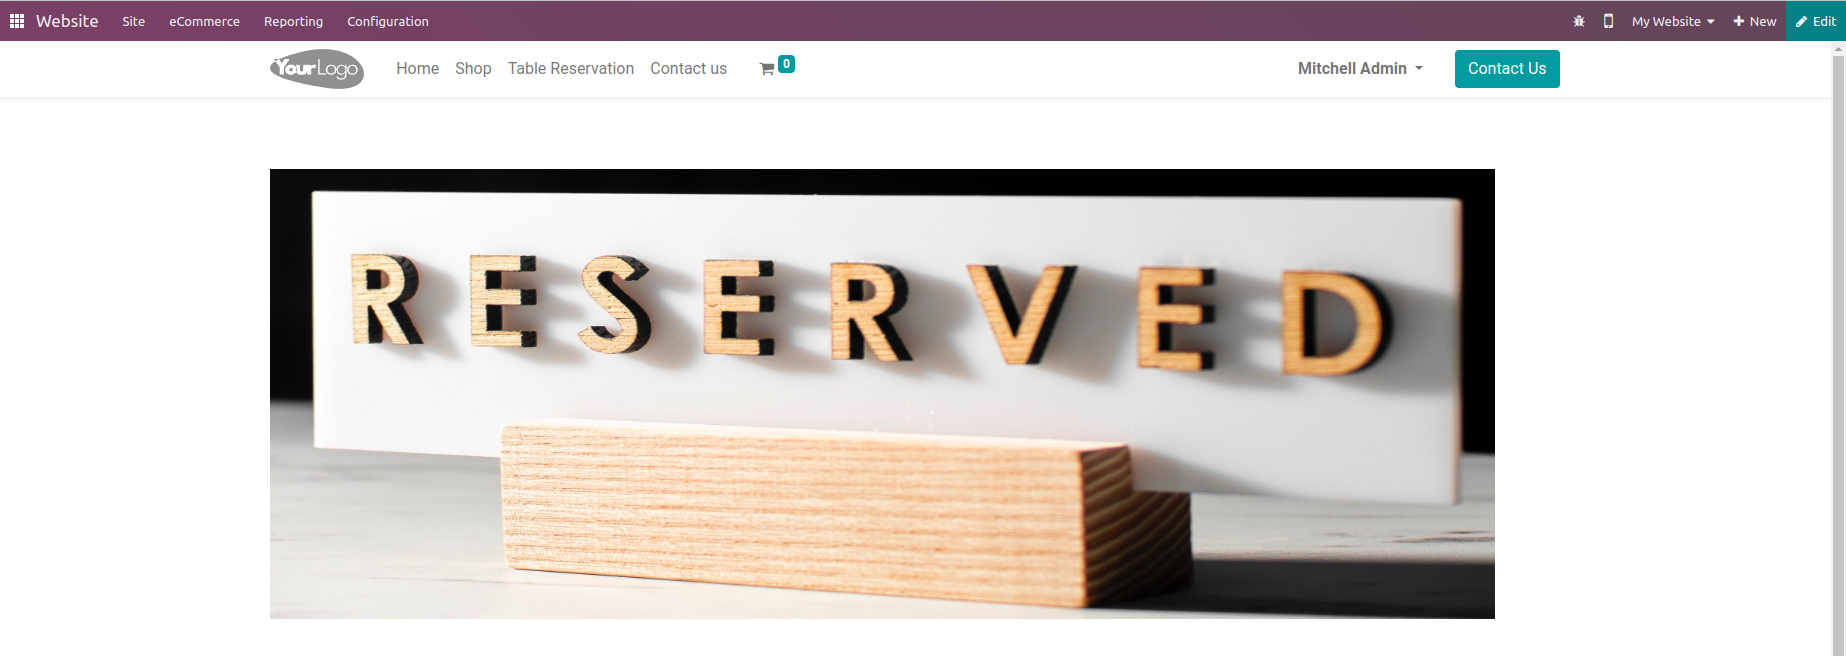 Website Site eCommerce Reporting Configuration My Website New Edit
YourLogo Home Shop Table Reservation Contact us 0 Mitchell Admin Contact Us
RESERVED